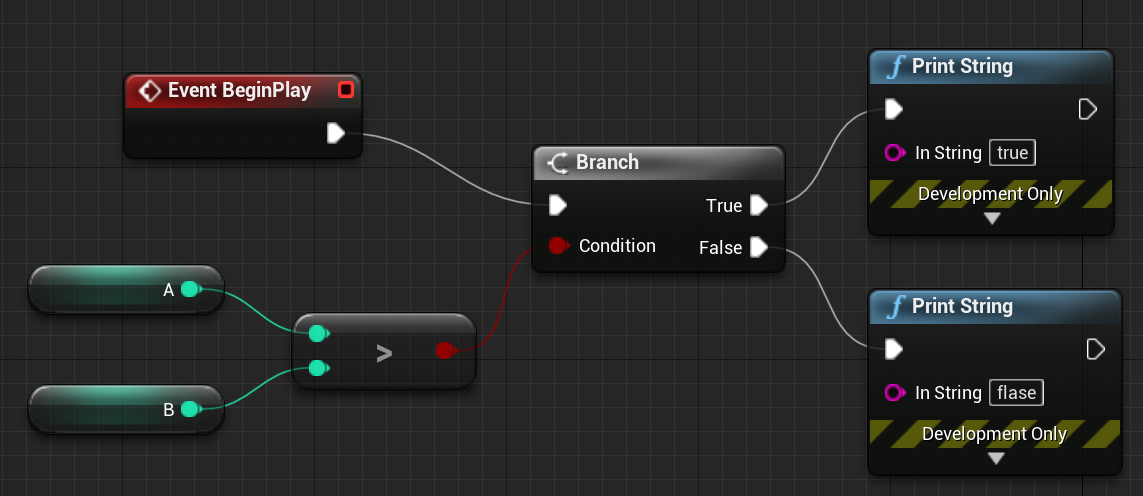 Event BeginPlay
A
B
>
Branch
True
Condition
False
Print String
In String true
Development Only
Print String
In String flase
Development Only